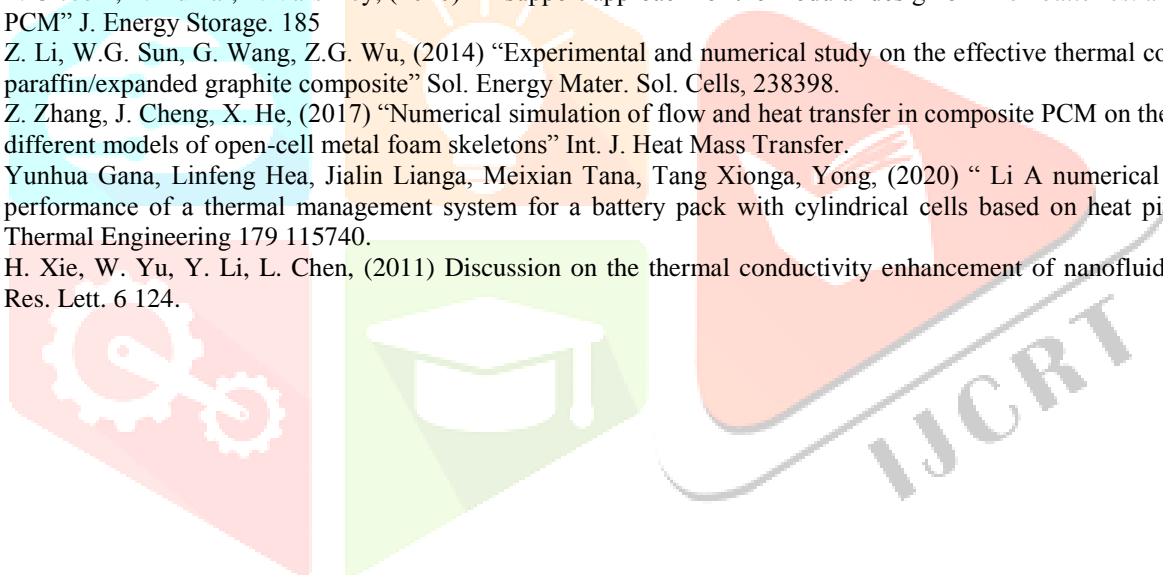 PCM” J. Energy Storage. 185
Z. Li, W.G. Sun, G. Wang, Z.G. Wu, (2014) “Experimental and numerical study on the effective thermal co
paraffin/expanded graphite composite” Sol. Energy Mater. Sol. Cells, 238398.
Z. Zhang, J. Cheng, X. He, (2017) “Numerical simulation of flow and heat transfer in composite PCM on the
different models of open-cell metal foam skeletons” Int. J. Heat Mass Transfer.
Yunhua Gana, Linfeng Hea, Jialin Lianga, Meixian Tana, Tang Xionga, Yong, (2020) “ Li A numerical
performance of a thermal management system for a battery pack with cylindrical cells based on heat pi
Thermal Engineering 179 115740.
H. Xie, W. Yu, Y. Li, L. Chen, (2011) Discussion on the thermal conductivity enhancement of nanofluid
Res. Lett. 6 124.
IJCRT